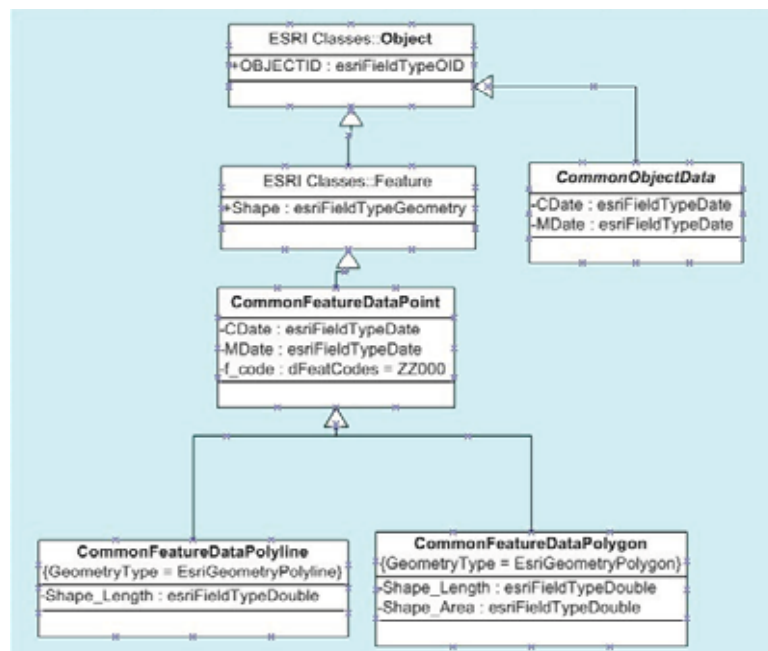 ESRI Classes::Object
+OBJECTID : esriFieldTypeOID
ESRI Classes::Feature
+Shape : esriFieldTypeGeometry
CommonObjectData
-CDate : esriFieldTypeDate
-MDate : esriFieldTypeDate
CommonFeatureDataPoint
-CDate : esriFieldTypeDate
-MDate : esriFieldTypeDate
-f_code : dFeatCodes = ZZ000
CommonFeatureDataPolyline
{GeometryType = EsriGeometryPolyline}
-Shape_Length : esriFieldTypeDouble
CommonFeatureDataPolygon
{GeometryType = EsriGeometryPolygon}
-Shape_Length : esriFieldTypeDouble
-Shape_Area : esriFieldTypeDouble